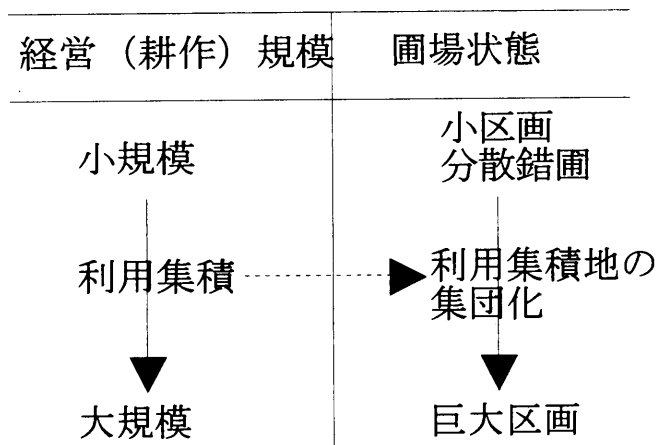 経営（耕作）規模
圃場状態
小規模
小区画
分散錯圃
利用集積
利用集積地の
集団化
大規模
巨大区画